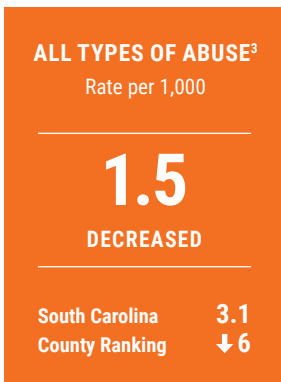 ALL TYPES OF ABUSE³
Rate per 1,000
1.5
DECREASED
South Carolina 3.1
County Ranking ↓6